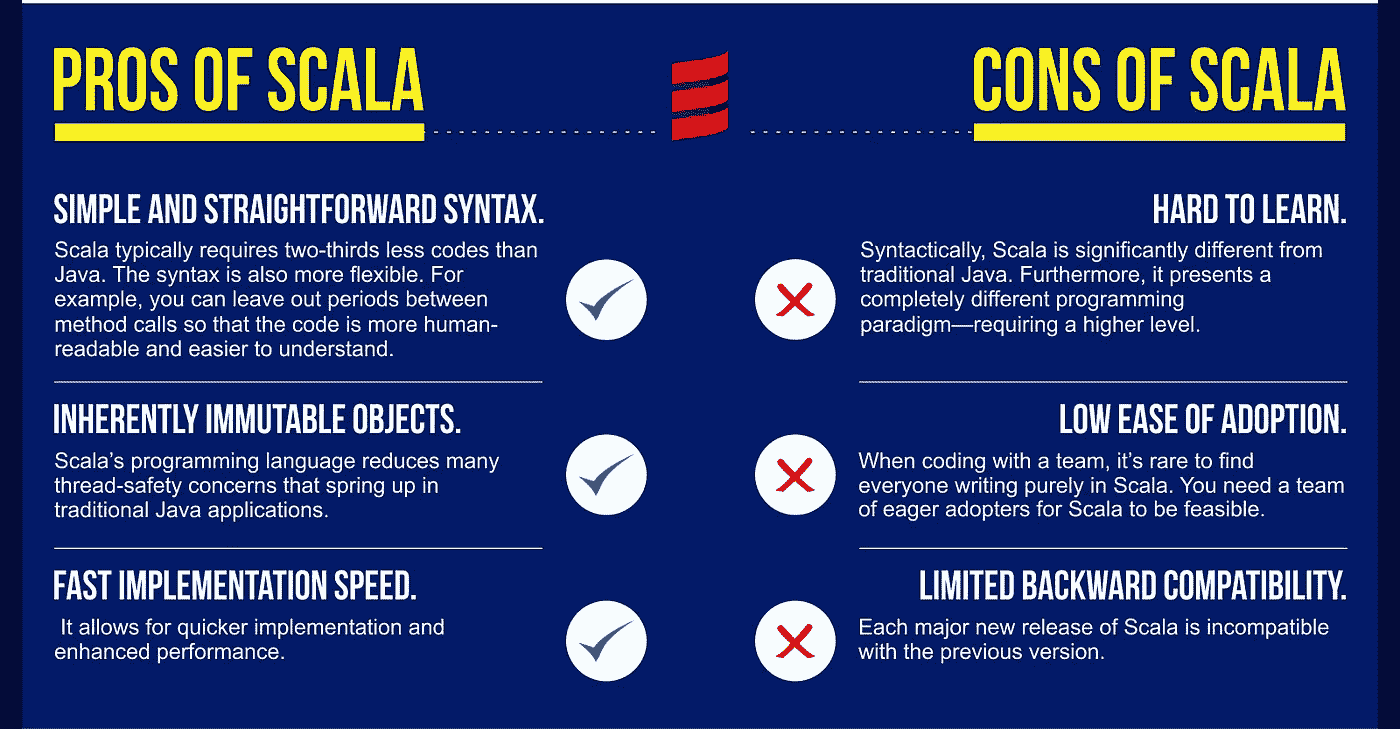 PROS OF SCALA
SIMPLE AND STRAIGHTFORWARD SYNTAX.
Scala typically requires two-thirds less codes than
Java. The syntax is also more flexible. For
example, you can leave out periods between
method calls so that the code is more human-
readable and easier to understand.
INHERENTLY IMMUTABLE OBJECTS.
Scala’s programming language reduces many
thread-safety concerns that spring up in
traditional Java applications.
FAST IMPLEMENTATION SPEED.
It allows for quicker implementation and
enhanced performance.
CONS OF SCALA
HARD TO LEARN.
Syntactically, Scala is significantly different from
traditional Java. Furthermore, it presents a
completely different programming
paradigm—requiring a higher level.
LOW EASE OF ADOPTION.
When coding with a team, it’s rare to find
everyone writing purely in Scala. You need a team
of eager adopters for Scala to be feasible.
LIMITED BACKWARD COMPATIBILITY.
Each major new release of Scala is incompatible
with the previous version.